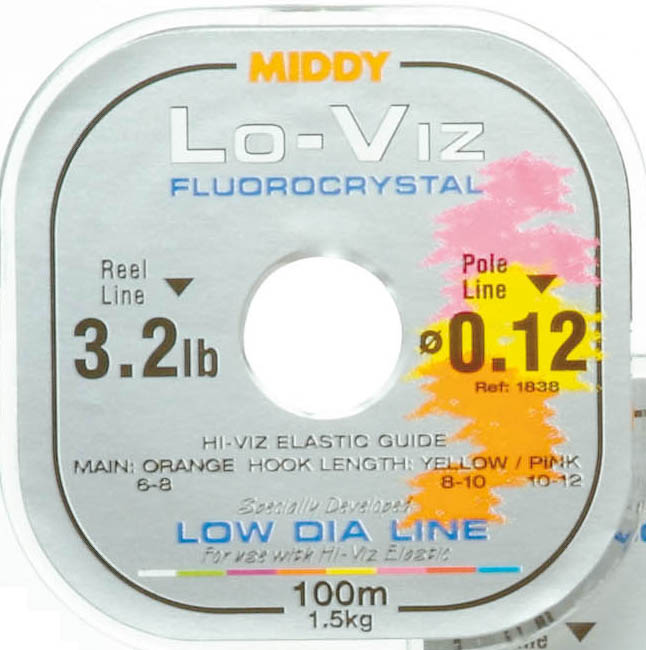 MIDDY
LO-VIZ
FLUOROCRYSTAL
Reel
Line
3.2lb
Pole
Line
ø0.12
Ref: 1838
HI-VIZ ELASTIC GUIDE
MAIN: ORANGE HOOK LENGTH: YELLOW / PINK
6-8 8-10 10-12
Specially Developed
LOW DIA LINE
For use with Hi-Viz Elastic
100m
1.5kg